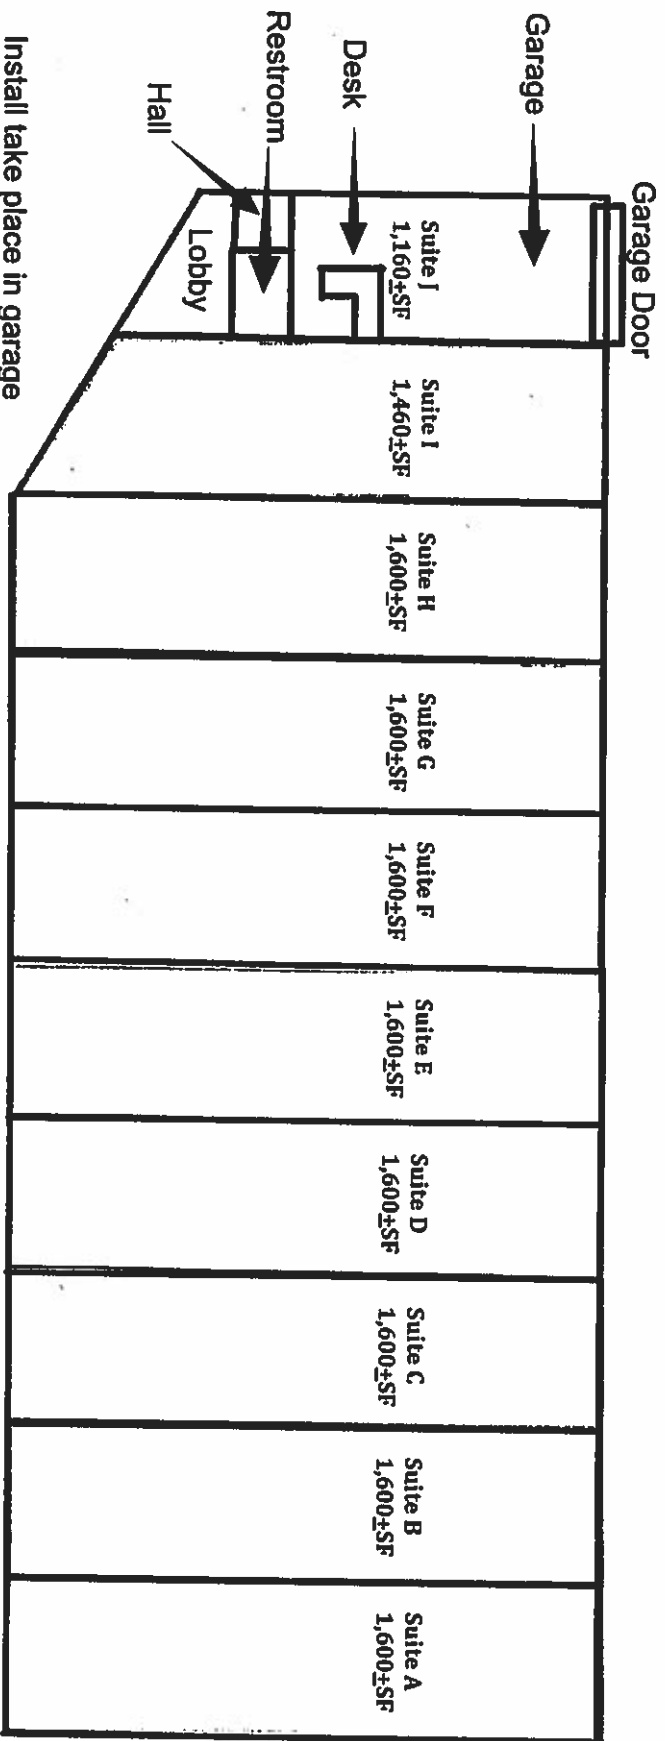 Garage Door
Garage
Desk
Restroom
Hall
Lobby
Suite J
1,160±SF
Suite I
1,460±SF
Suite H
1,600±SF
Suite G
1,600±SF
Suite F
1,600±SF
Suite E
1,600±SF
Suite D
1,600±SF
Suite C
1,600±SF
Suite B
1,600±SF
Suite A
1,600±SF
Install take place in garage